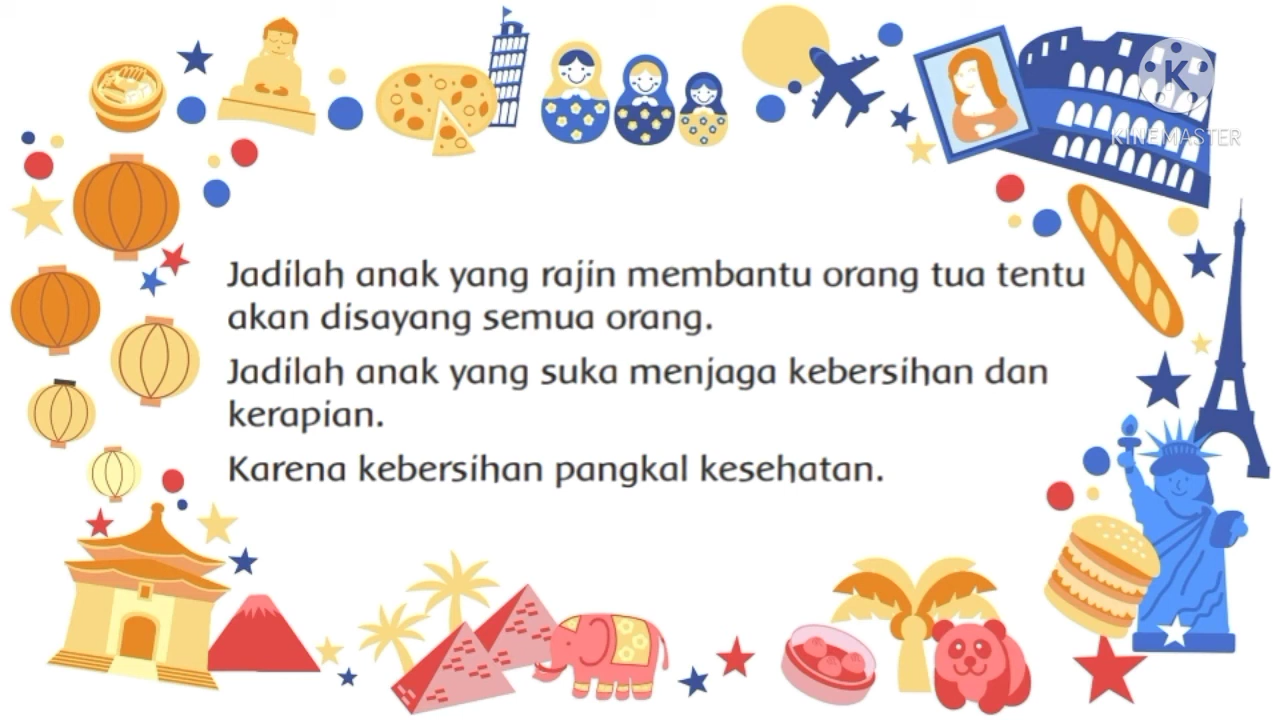 K
KINEMASTER
Jadilah anak yang rajin membantu orang tua tentu
akan disayang semua orang.
Jadilah anak yang suka menjaga kebersihan dan
kerapian.
Karena kebersihan pangkal kesehatan.